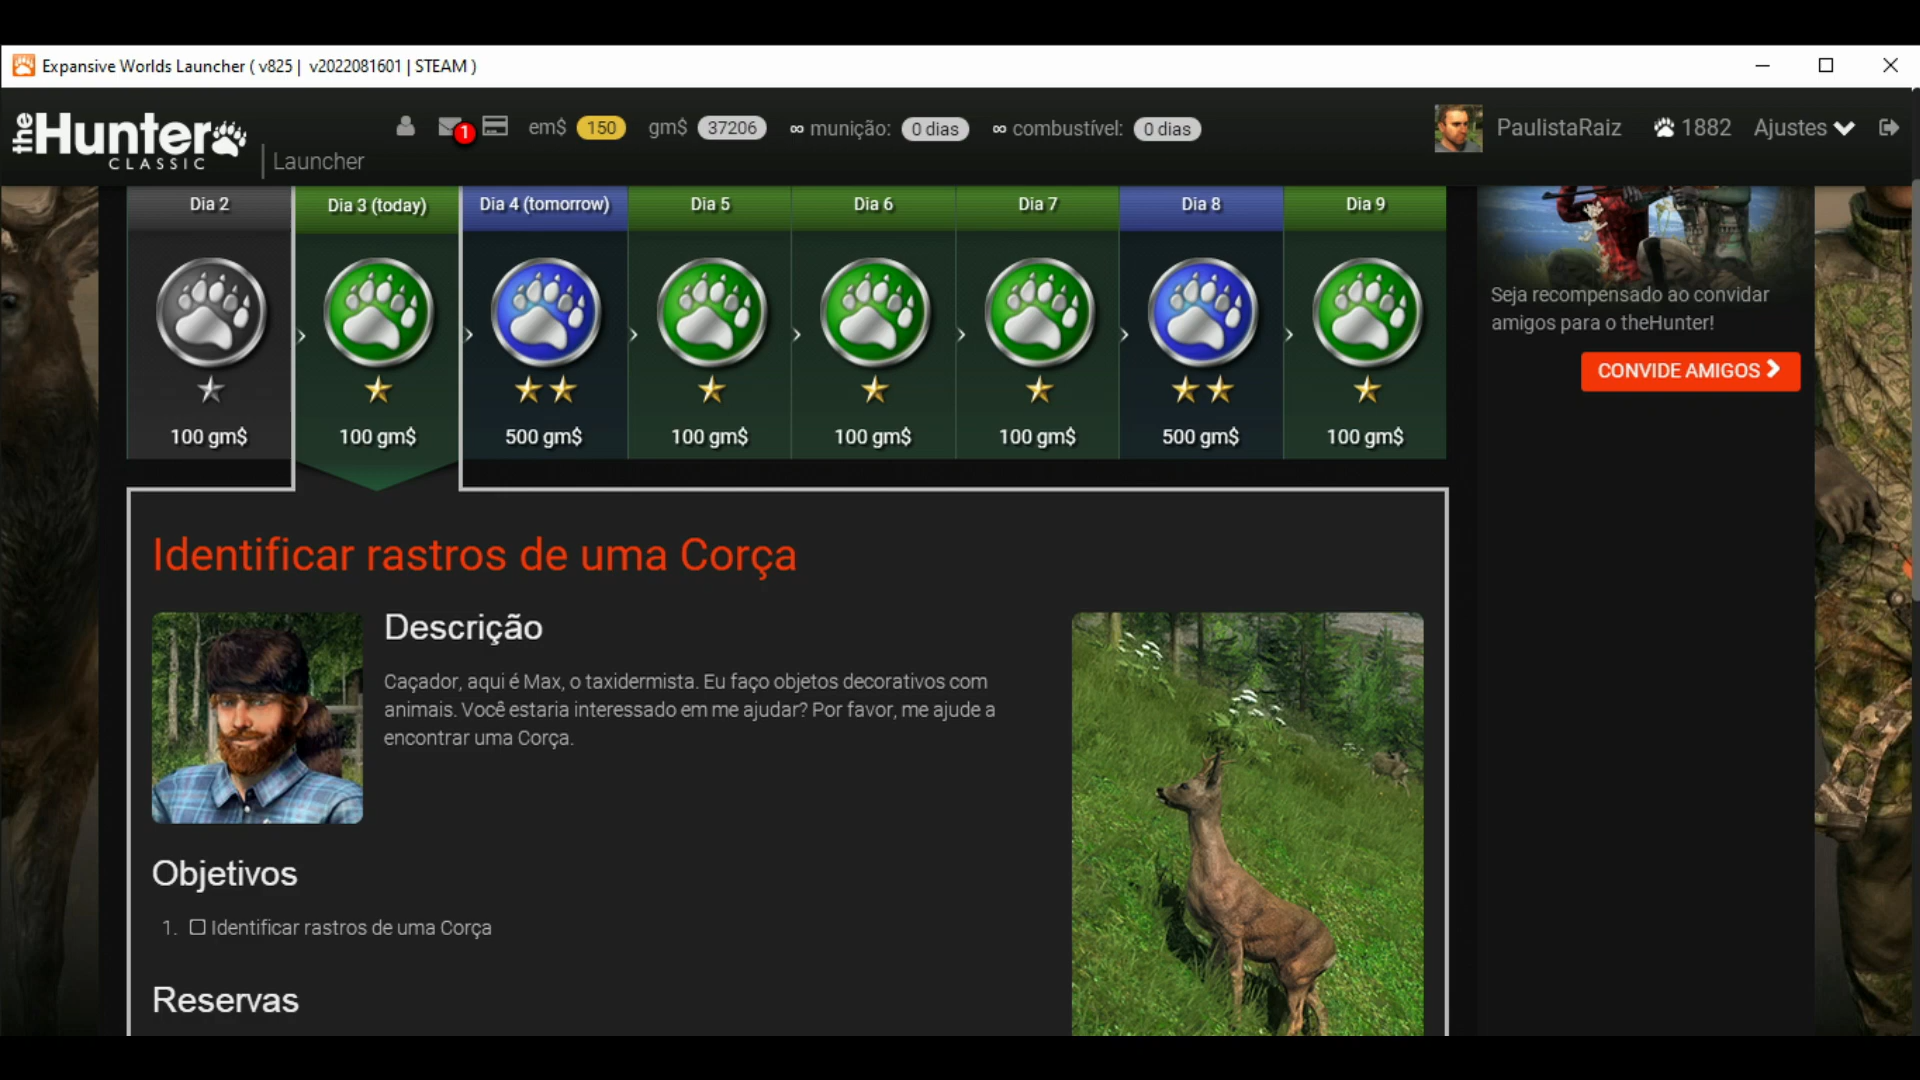 Expansive Worlds Launcher ( v825 | v2022081601 | STEAM )
theHunter CLASSIC | Launcher
1 em$ 150 gm$ 37206 ∞ munição: 0 dias ∞ combustível: 0 dias PaulistaRaiz 1882 Ajustes
Dia 2 Dia 3 (today) Dia 4 (tomorrow) Dia 5 Dia 6 Dia 7 Dia 8 Dia 9
100 gm$ 100 gm$ 500 gm$ 100 gm$ 100 gm$ 100 gm$ 500 gm$ 100 gm$
Seja recompensado ao convidar
amigos para o theHunter!
CONVIDE AMIGOS
Identificar rastros de uma Corça
Descrição
Caçador, aqui é Max, o taxidermista. Eu faço objetos decorativos com
animais. Você estaria interessado em me ajudar? Por favor, me ajude a
encontrar uma Corça.
Objetivos
1. Identificar rastros de uma Corça
Reservas